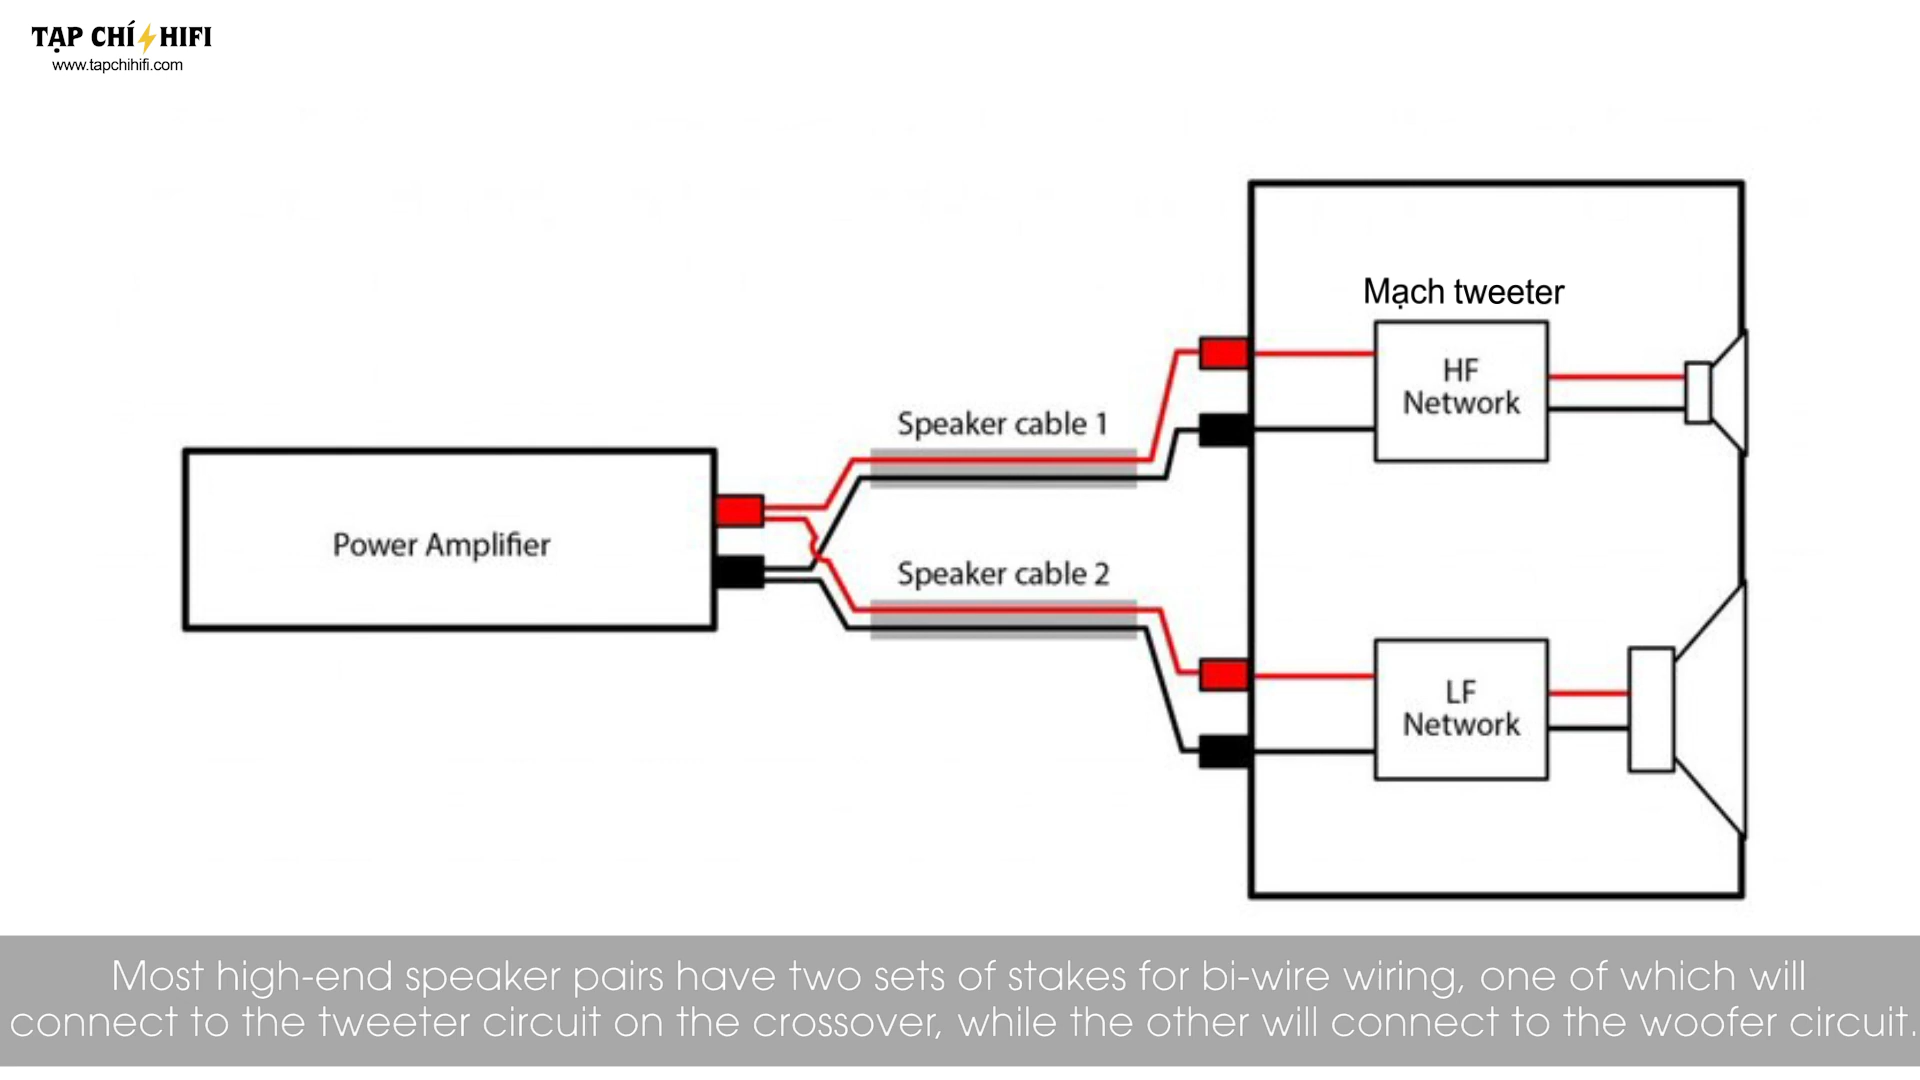 TẠP CHÍ HIFI
www.tapchihifi.com
Mạch tweeter
HF
Network
Speaker cable 1
Power Amplifier
Speaker cable 2
LF
Network
Most high-end speaker pairs have two sets of stakes for bi-wire wiring, one of which will
connect to the tweeter circuit on the crossover, while the other will connect to the woofer circuit.